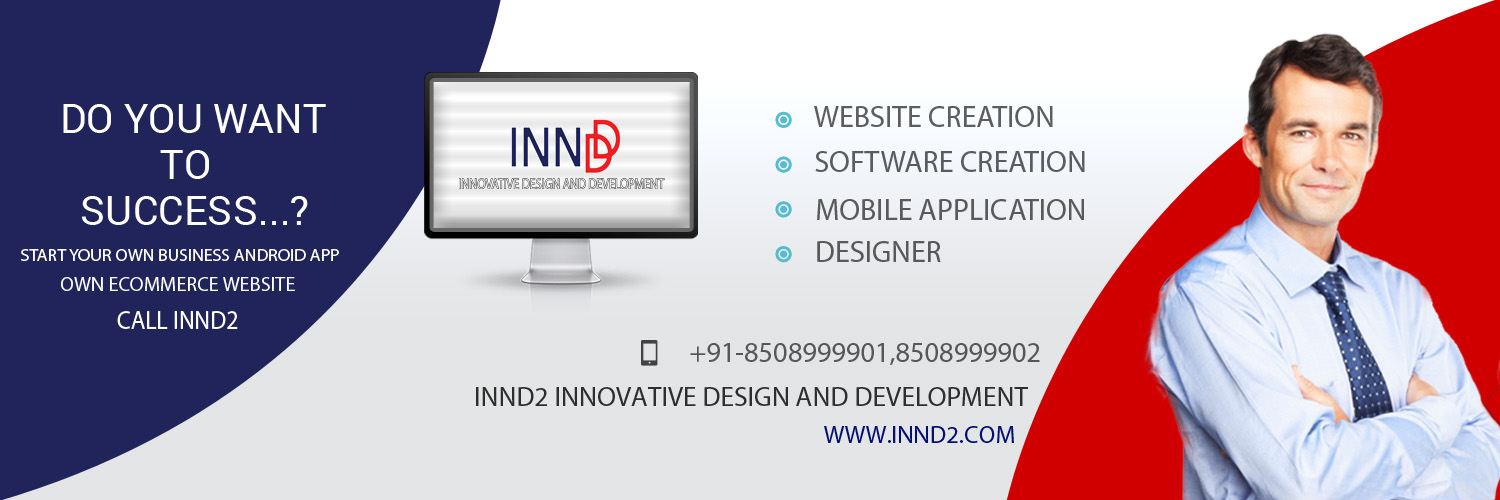 DO YOU WANT
TO
SUCCESS...?
START YOUR OWN BUSINESS ANDROID APP
OWN ECOMMERCE WEBSITE
CALL INND2
INNDD
INNOVATIVE DESIGN AND DEVELOPMENT
WEBSITE CREATION
SOFTWARE CREATION
MOBILE APPLICATION
DESIGNER
+91-8508999901,8508999902
INND2 INNOVATIVE DESIGN AND DEVELOPMENT
WWW.INND2.COM